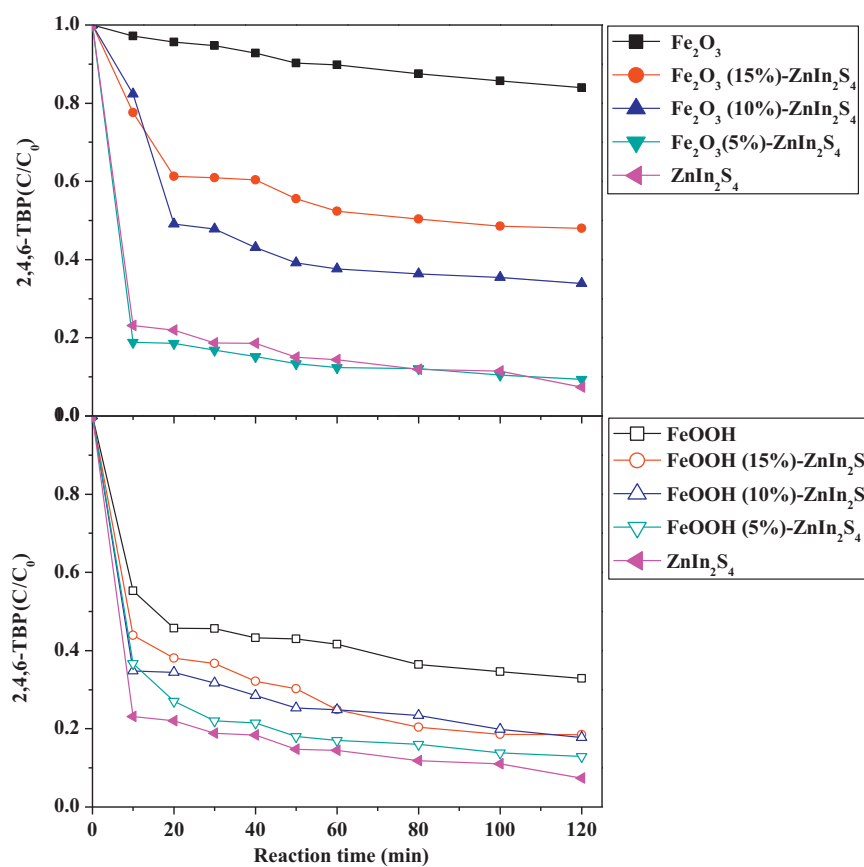 1.0
0.8
0.6
0.4
0.2
0.0
2,4,6-TBP(C/C₀)
Fe₂O₃
Fe₂O₃ (15%)-ZnIn₂S₄
Fe₂O₃ (10%)-ZnIn₂S₄
Fe₂O₃(5%)-ZnIn₂S₄
ZnIn₂S₄
1.0
0.8
0.6
0.4
0.2
0.0
2,4,6-TBP(C/C₀)
0 20 40 60 80 100 120
Reaction time (min)
FeOOH
FeOOH (15%)-ZnIn₂S
FeOOH (10%)-ZnIn₂S
FeOOH (5%)-ZnIn₂S₄
ZnIn₂S₄